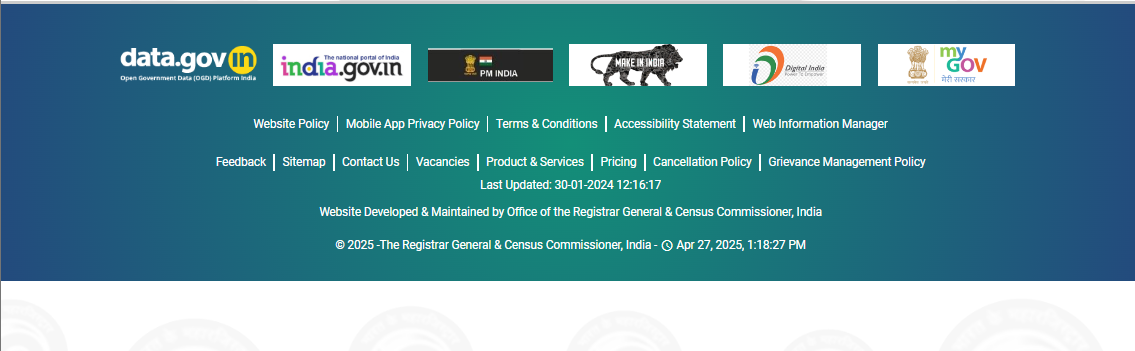 data.gov in
Open Government Data (OGD) Platform India
The national portal of India
india.gov.in
PM INDIA
MAKE IN INDIA
Digital India
Power To Empower
my
GOV
मेरी सरकार
Website Policy | Mobile App Privacy Policy | Terms & Conditions | Accessibility Statement | Web Information Manager
Feedback | Sitemap | Contact Us | Vacancies | Product & Services | Pricing | Cancellation Policy | Grievance Management Policy
Last Updated: 30-01-2024 12:16:17
Website Developed & Maintained by Office of the Registrar General & Census Commissioner, India
© 2025 -The Registrar General & Census Commissioner, India - Apr 27, 2025, 1:18:27 PM